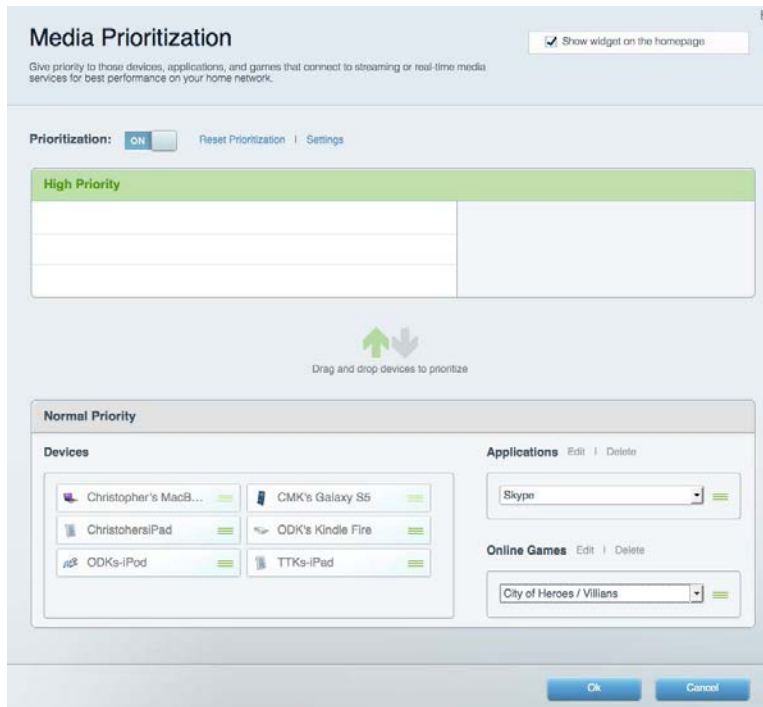 Media Prioritization
Show widget on the homepage
Give priority to those devices, applications, and games that connect to streaming or real-time media
services for best performance on your home network.
Prioritization: ON Reset Prioritization | Settings
High Priority
Drag and drop devices to prioritize
Normal Priority
Devices
Christopher's MacB...
CMK's Galaxy S5
ChristohersiPad
ODK's Kindle Fire
ODKs-iPod
TTKs-iPad
Applications Edit | Delete
Skype
Online Games Edit | Delete
City of Heroes / Villians
Ok
Cancel